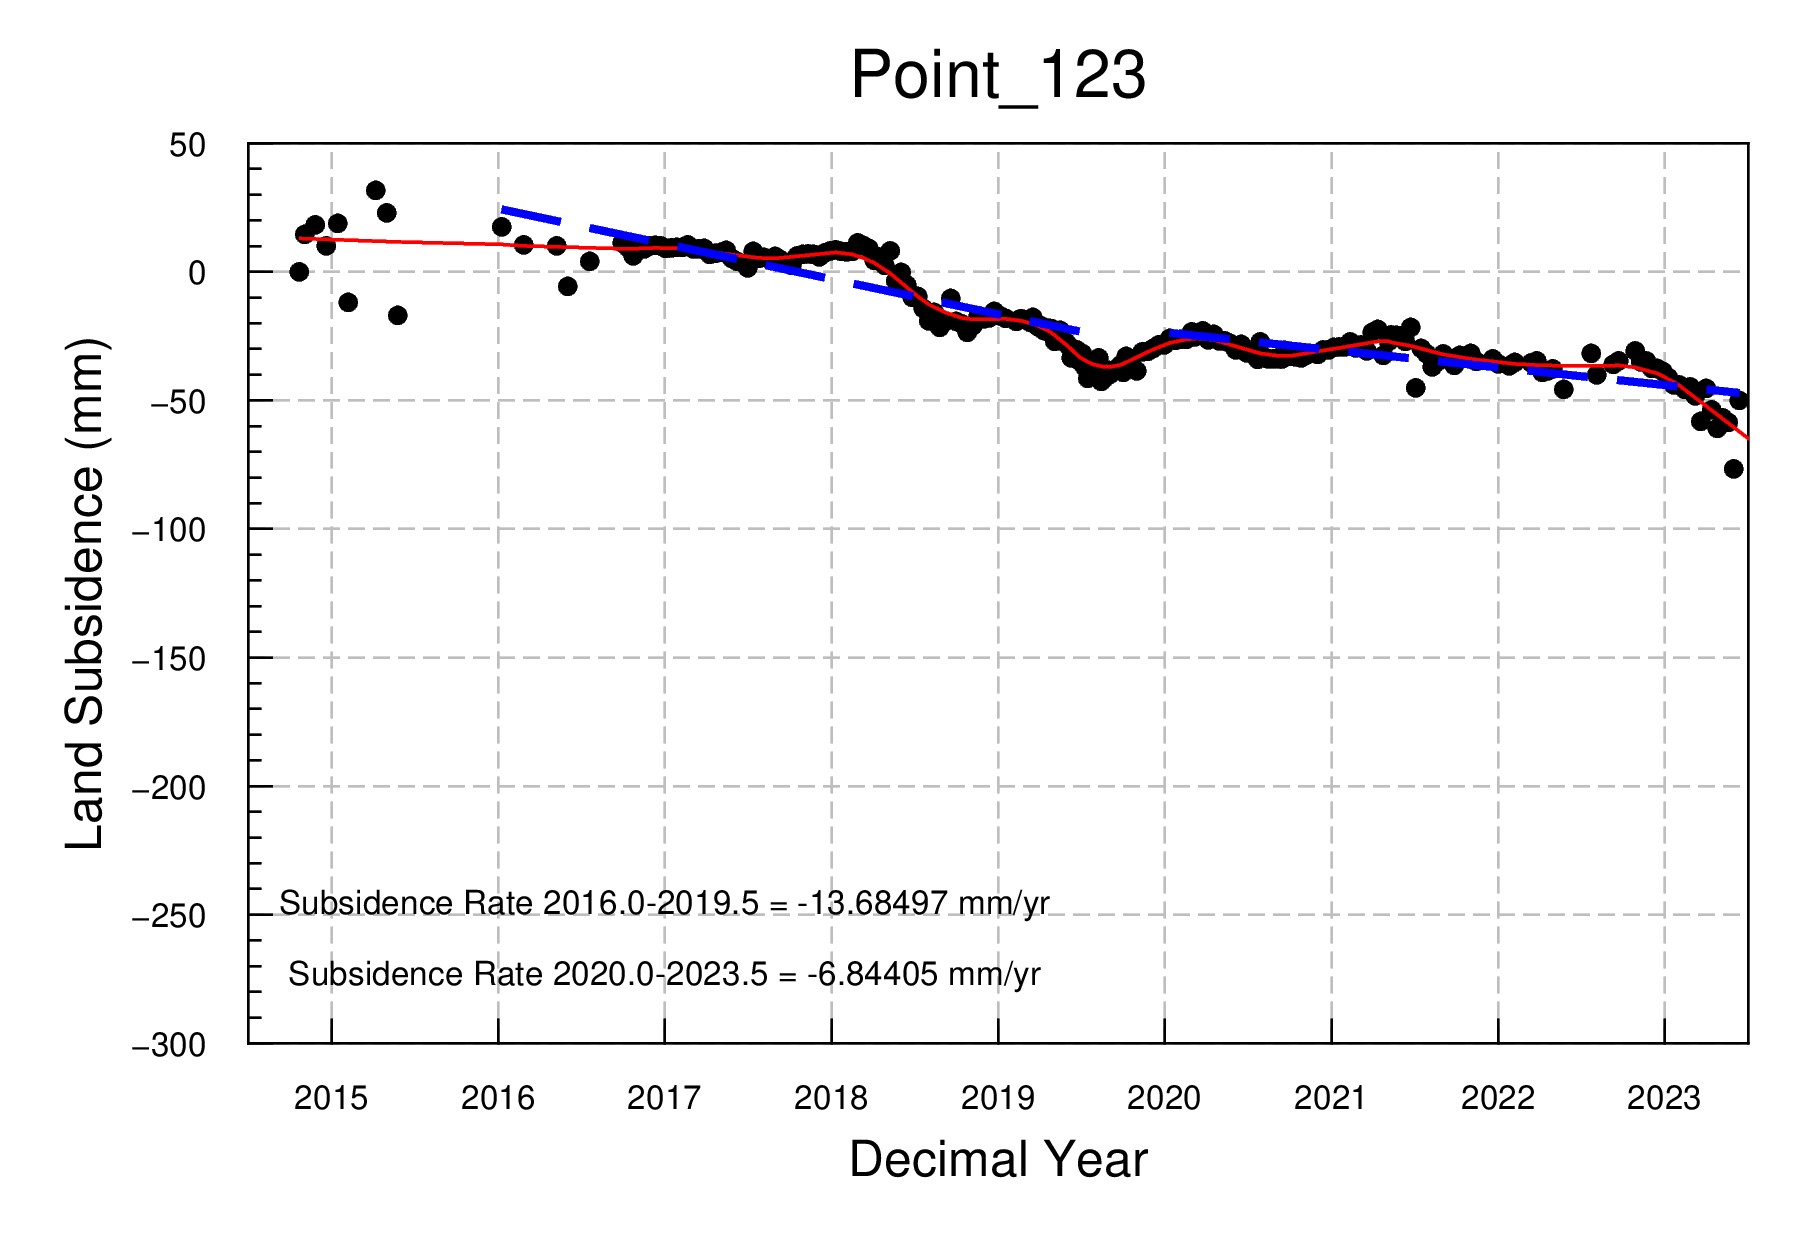 Point_123
50
0
−50
−100
−150
−200
−250
−300
Land Subsidence (mm)
Subsidence Rate 2016.0-2019.5 = -13.68497 mm/yr
Subsidence Rate 2020.0-2023.5 = -6.84405 mm/yr
2015 2016 2017 2018 2019 2020 2021 2022 2023
Decimal Year